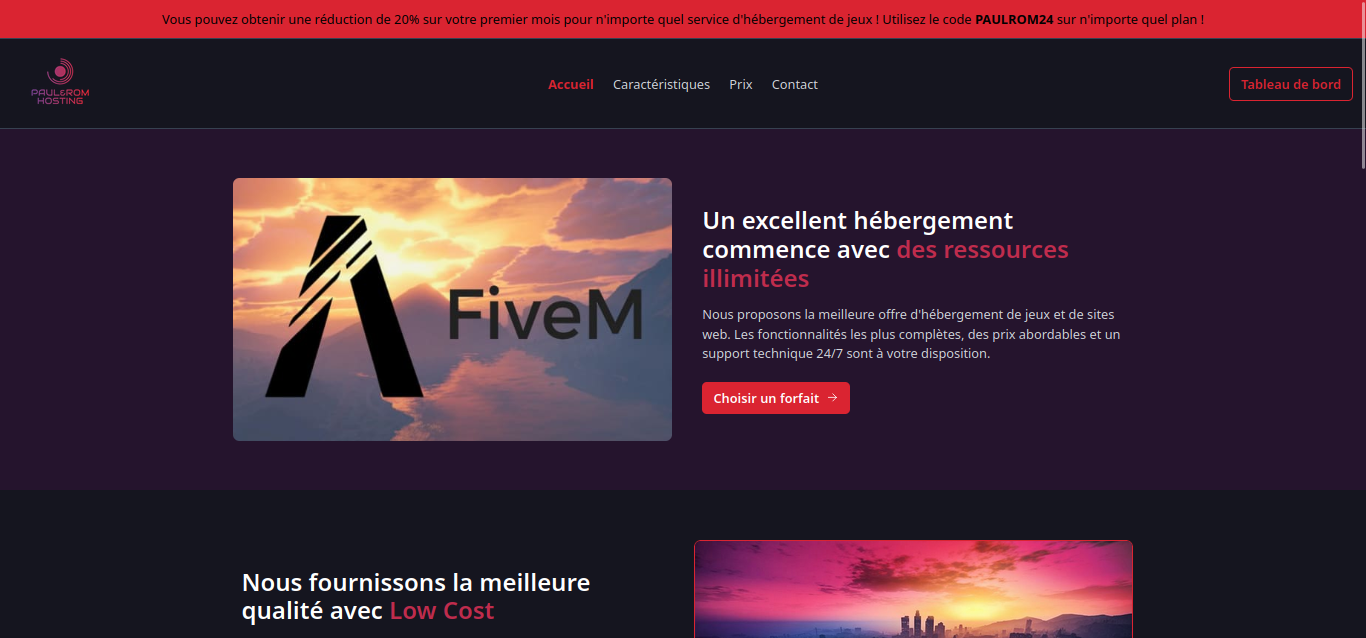 Vous pouvez obtenir une réduction de 20% sur votre premier mois pour n'importe quel service d'hébergement de jeux ! Utilisez le code PAULROM24 sur n'importe quel plan !
PAUL&ROM
HOSTING
Accueil Caractéristiques Prix Contact
Tableau de bord
FiveM
Un excellent hébergement
commence avec des ressources
illimitées
Nous proposons la meilleure offre d'hébergement de jeux et de sites
web. Les fonctionnalités les plus complètes, des prix abordables et un
support technique 24/7 sont à votre disposition.
Choisir un forfait →
Nous fournissons la meilleure
qualité avec Low Cost